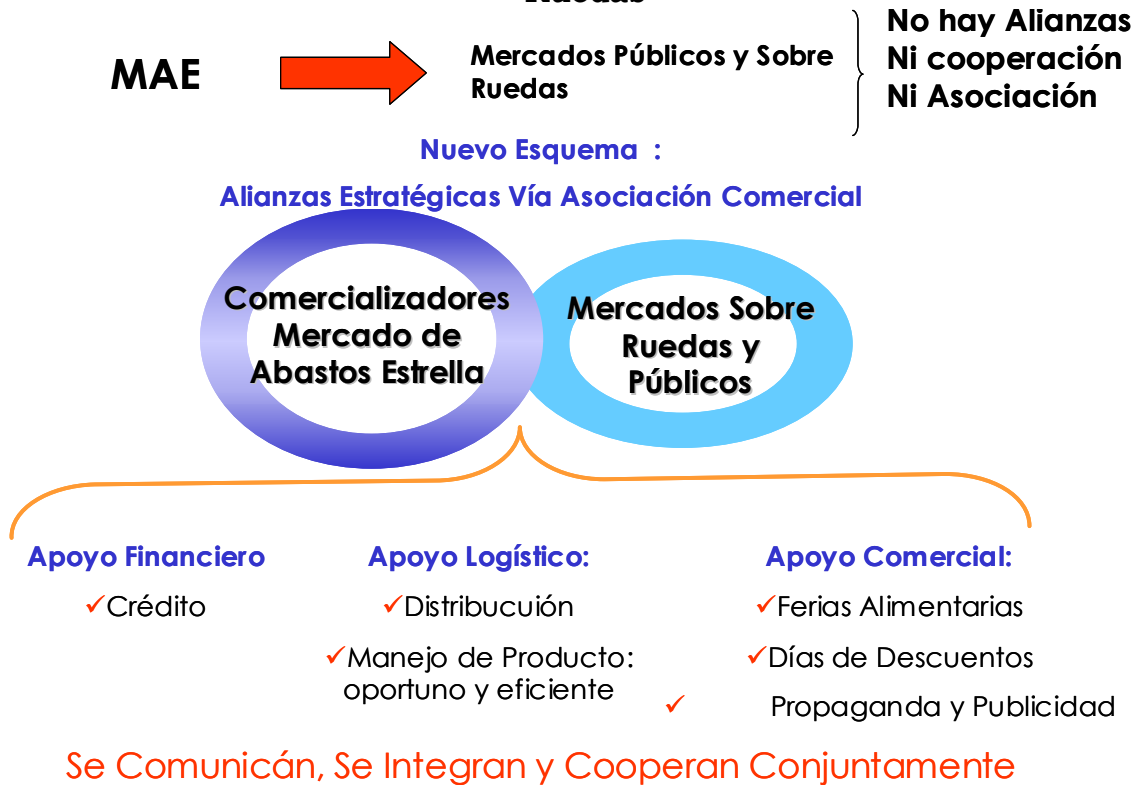 Ruedas
MAE
Mercados Públicos y Sobre
Ruedas
No hay Alianzas
Ni cooperación
Ni Asociación
Nuevo Esquema :
Alianzas Estratégicas Vía Asociación Comercial
Comercializadores
Mercado de
Abastos Estrella
Mercados Sobre
Ruedas y
Públicos
Apoyo Financiero
✓Crédito
Apoyo Logístico:
✓Distribucuión
✓Manejo de Producto:
oportuno y eficiente
Apoyo Comercial:
✓Ferias Alimentarias
✓Días de Descuentos
✓ Propaganda y Publicidad
Se Comunicán, Se Integran y Cooperan Conjuntamente